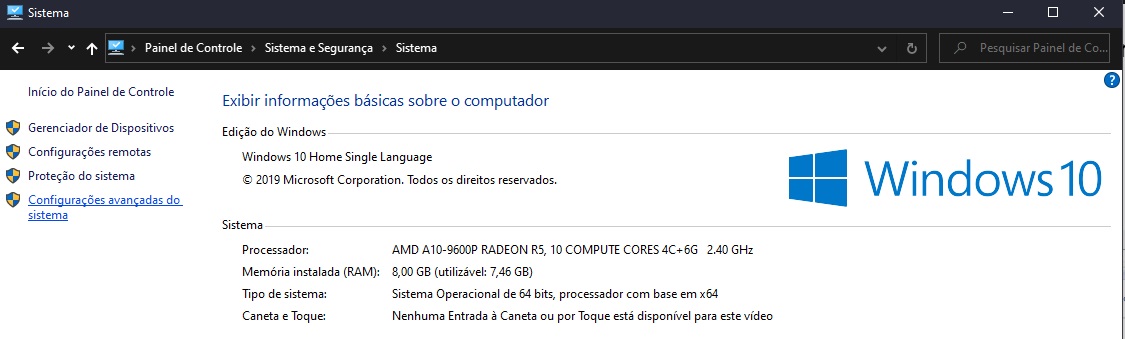 Sistema
Painel de Controle > Sistema e Segurança > Sistema
Pesquisar Painel de Co...
Início do Painel de Controle
Exibir informações básicas sobre o computador
Gerenciador de Dispositivos
Configurações remotas
Proteção do sistema
Configurações avançadas do
sistema
Edição do Windows
Windows 10 Home Single Language
© 2019 Microsoft Corporation. Todos os direitos reservados.
Windows 10
Sistema
Processador: AMD A10-9600P RADEON R5, 10 COMPUTE CORES 4C+6G 2.40 GHz
Memória instalada (RAM): 8,00 GB (utilizável: 7,46 GB)
Tipo de sistema: Sistema Operacional de 64 bits, processador com base em x64
Caneta e Toque: Nenhuma Entrada à Caneta ou por Toque está disponível para este vídeo